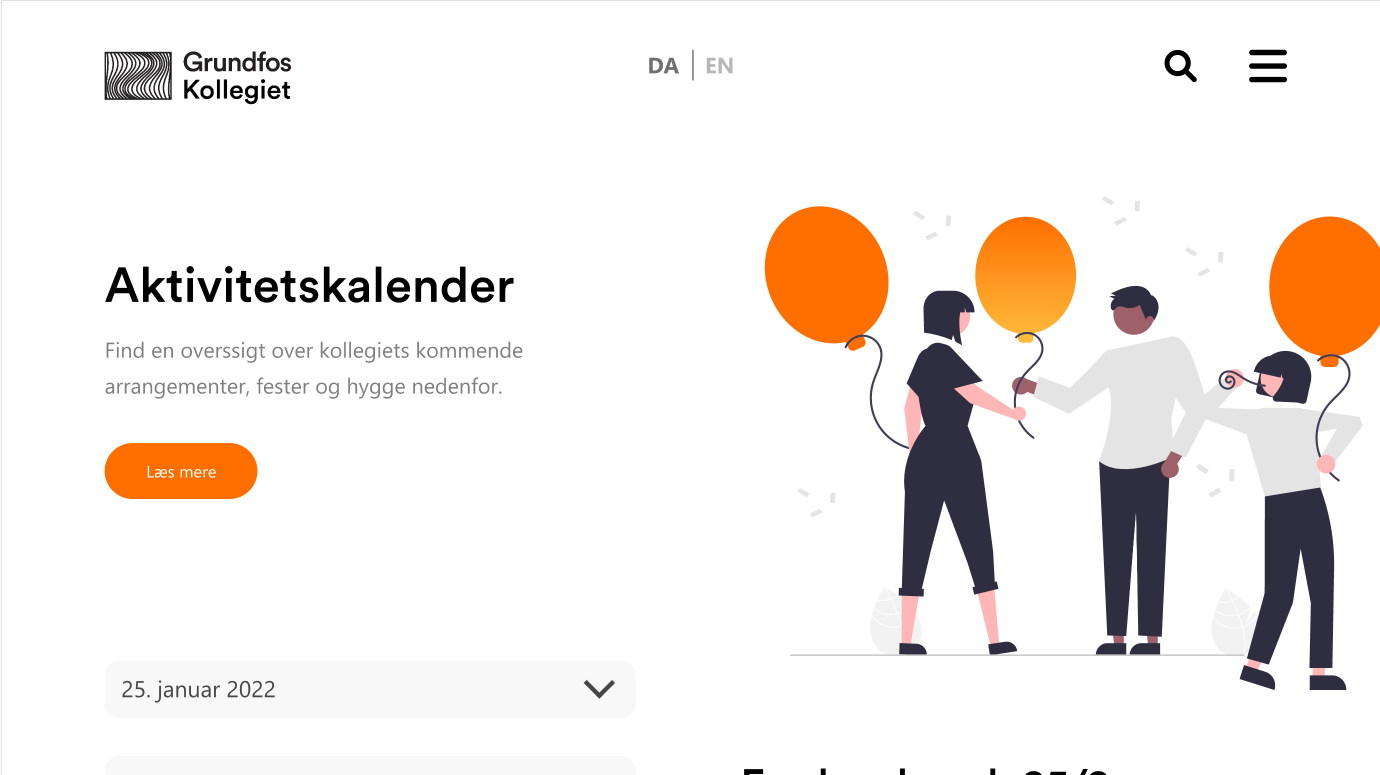 Grundfos
Kollegiet
DA | EN
Aktivitetskalender
Find en overssigt over kollegiets kommende
arrangementer, fester og hygge nedenfor.
Læs mere
25. januar 2022